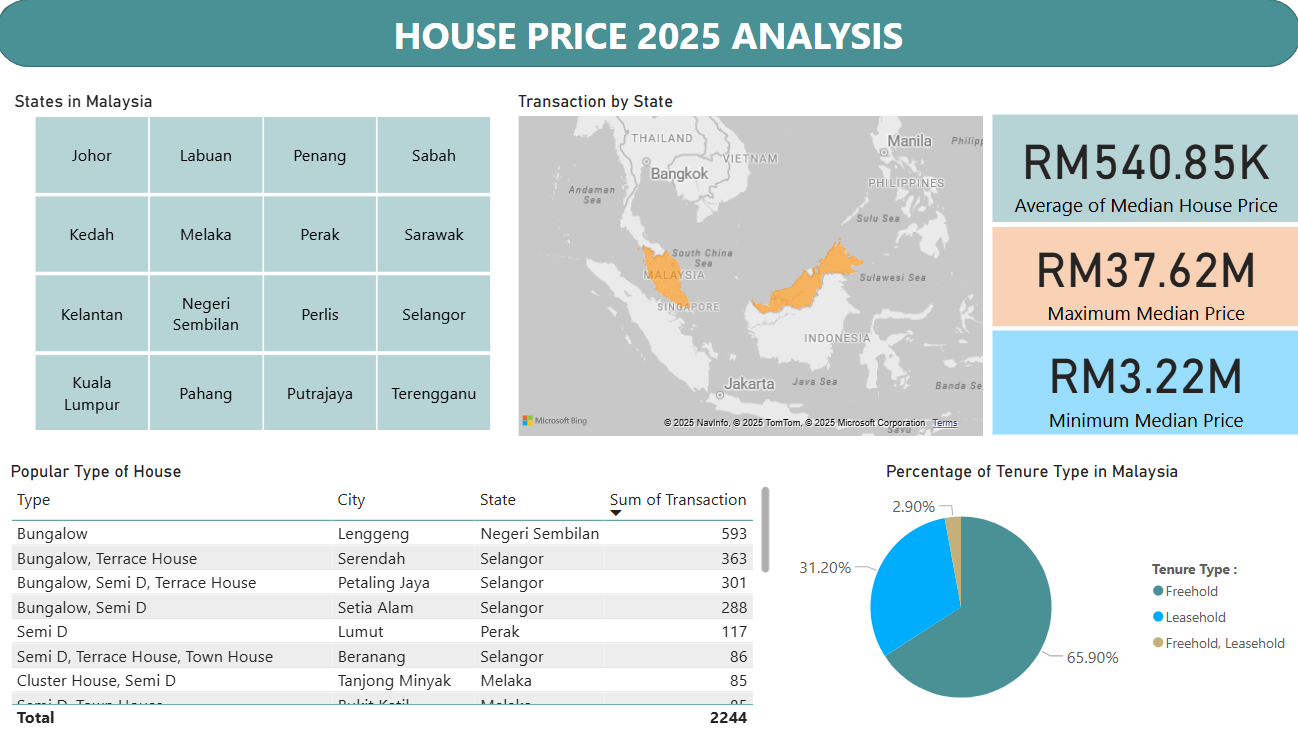 HOUSE PRICE 2025 ANALYSIS
States in Malaysia
Johor
Labuan
Penang
Sabah
Kedah
Melaka
Perak
Sarawak
Kelantan
Negeri
Sembilan
Perlis
Selangor
Kuala
Lumpur
Pahang
Putrajaya
Terengganu
Transaction by State
THAILAND
VIETNAM
Bangkok
Manila
Philipp
PHILIPPINES
Andaman
Sea
Sulu Sea
South China
Sea
MALAYSIA
Sulawesi Sea
SINGAPORE
INDONESIA
Jakarta
Java Sea
Banda Se
Savu
Microsoft Bing
© 2025 NavInfo, © 2025 TomTom, © 2025 Microsoft Corporation Terms
RM540.85K
Average of Median House Price
RM37.62M
Maximum Median Price
RM3.22M
Minimum Median Price
Popular Type of House
Type City State Sum of Transaction
Bungalow Lenggeng Negeri Sembilan 593
Bungalow, Terrace House Serendah Selangor 363
Bungalow, Semi D, Terrace House Petaling Jaya Selangor 301
Bungalow, Semi D Setia Alam Selangor 288
Semi D Lumut Perak 117
Semi D, Terrace House, Town House Beranang Selangor 86
Cluster House, Semi D Tanjong Minyak Melaka 85
Semi D, Town House Bukit Katil Melaka 85
Total 2244
Percentage of Tenure Type in Malaysia
2.90%
31.20%
65.90%
Tenure Type :
Freehold
Leasehold
Freehold, Leasehold